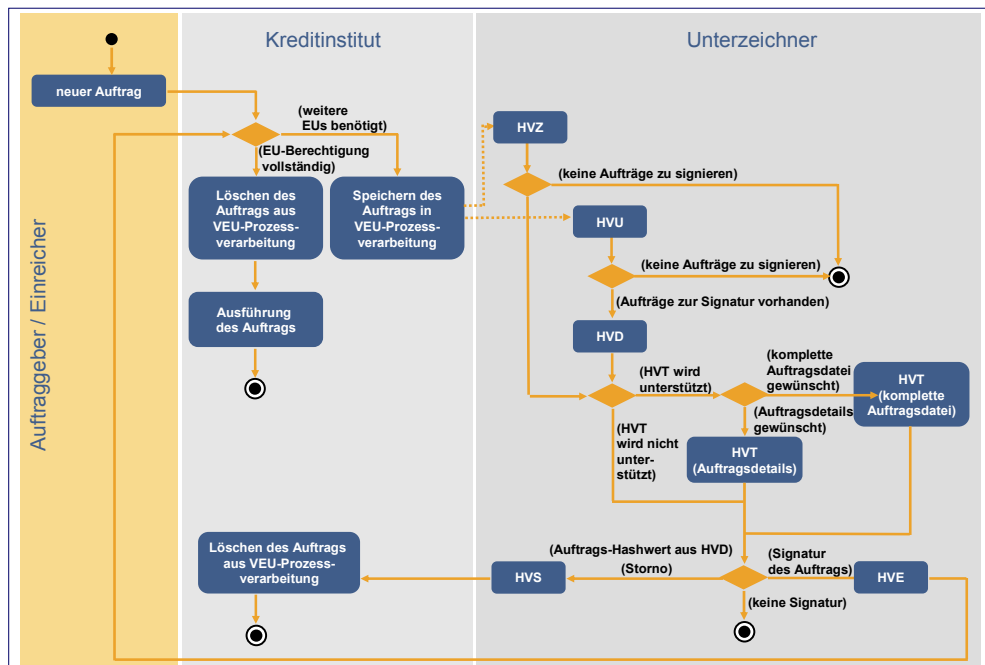 Auftraggeber / Einreicher
Kreditinstitut
Unterzeichner
neuer Auftrag
(weitere
EUs benötigt)
(EU-Berechtigung
vollständig)
Löschen des
Auftrags aus
VEU-Prozess-
verarbeitung
Speichern des
Auftrags in
VEU-Prozess-
verarbeitung
Ausführung
des Auftrags
HVZ
(keine Aufträge zu signieren)
HVU
(keine Aufträge zu signieren)
(Aufträge zur Signatur vorhanden)
HVD
(HVT wird
unterstützt)
(komplette
Auftragsdatei
gewünscht)
HVT
(komplette
Auftragsdatei)
(Auftragsdetails
gewünscht)
(HVT
wird nicht
unter-
stützt)
HVT
(Auftragsdetails)
(Auftrags-Hashwert aus HVD)
(Storno)
(Signatur
des Auftrags)
HVE
HVS
(keine Signatur)
Löschen des Auftrags
aus VEU-Prozess-
verarbeitung